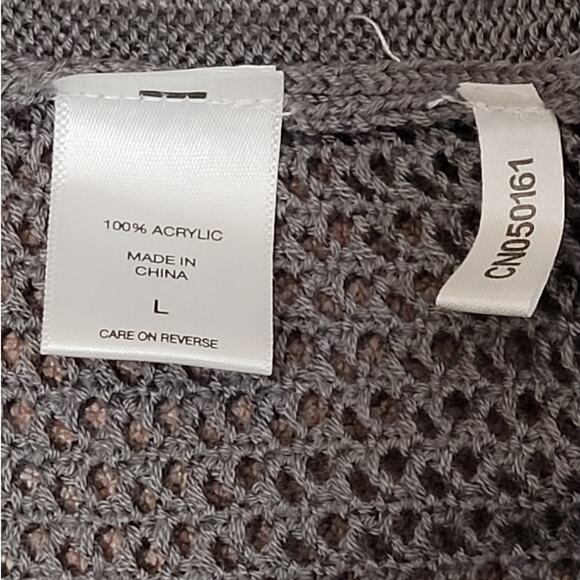 100% ACRYLIC
MADE IN
CHINA
L
CARE ON REVERSE
CN050161